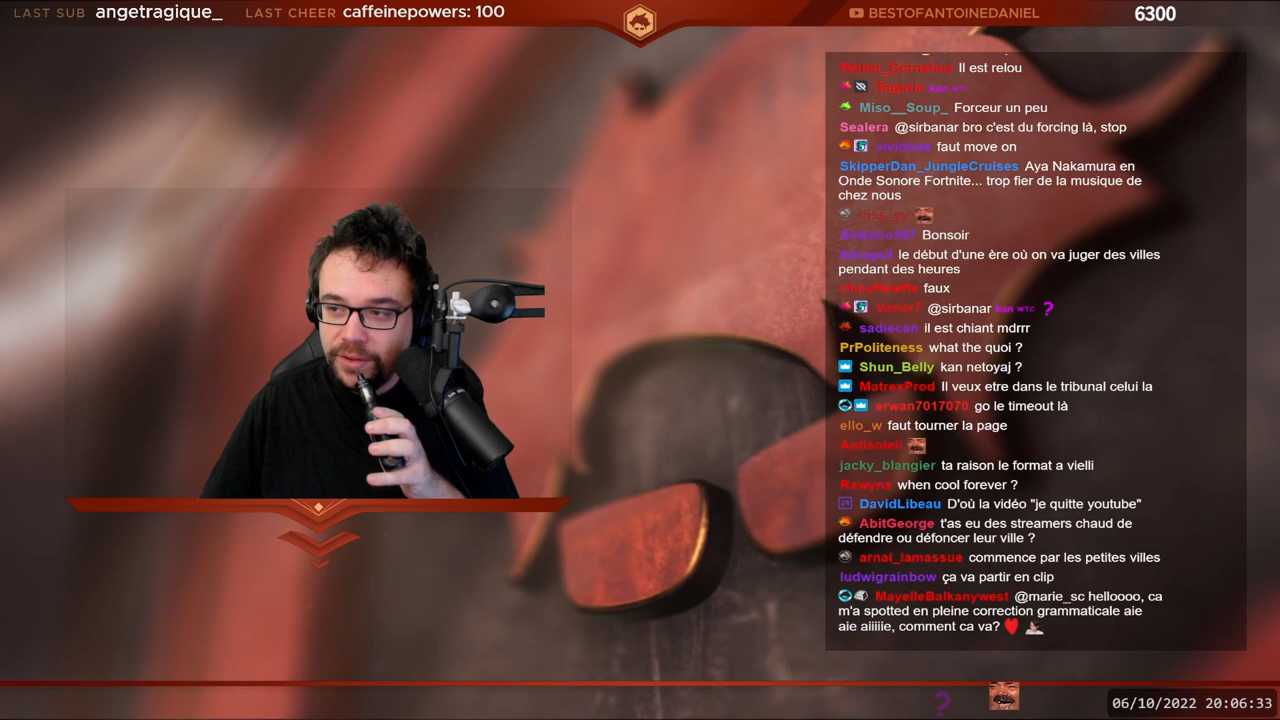 LAST SUB angetragique_ LAST CHEER caffeinepowers: 100 BESTOFANTOINEDANIEL 6300
Walter_Cornelius Il est relou
Miso__Soup_ Forceur un peu
Sealera @sirbanar bro c'est du forcing là, stop
faut move on
SkipperDan_JungleCruises Aya Nakamura en
Onde Sonore Fortnite... trop fier de la musique de
chez nous
Bonsoir
le début d'une ère où on va juger des villes
pendant des heures
faux
@sirbanar kan WTC ?
sadiecan il est chiant mdrrr
PrPoliteness what the quoi ?
Shun_Belly kan netoyaj ?
MatrexProd Il veux etre dans le tribunal celui la
erwan7017070 go le timeout là
ello_w faut tourner la page
Antisoleil
jacky_blangier ta raison le format a vielli
Rawyns when cool forever ?
DavidLibeau D'où la vidéo "je quitte youtube"
AbitGeorge t'as eu des streamers chaud de
défendre ou défoncer leur ville ?
arnal_lamassue commence par les petites villes
ludwigrainbow ça va partir en clip
MayelleBalkanywest @marie_sc helloooo, ca
m'a spotted en pleine correction grammaticale aie
aie aiiiiie, comment ca va?
?
06/10/2022 20:06:33